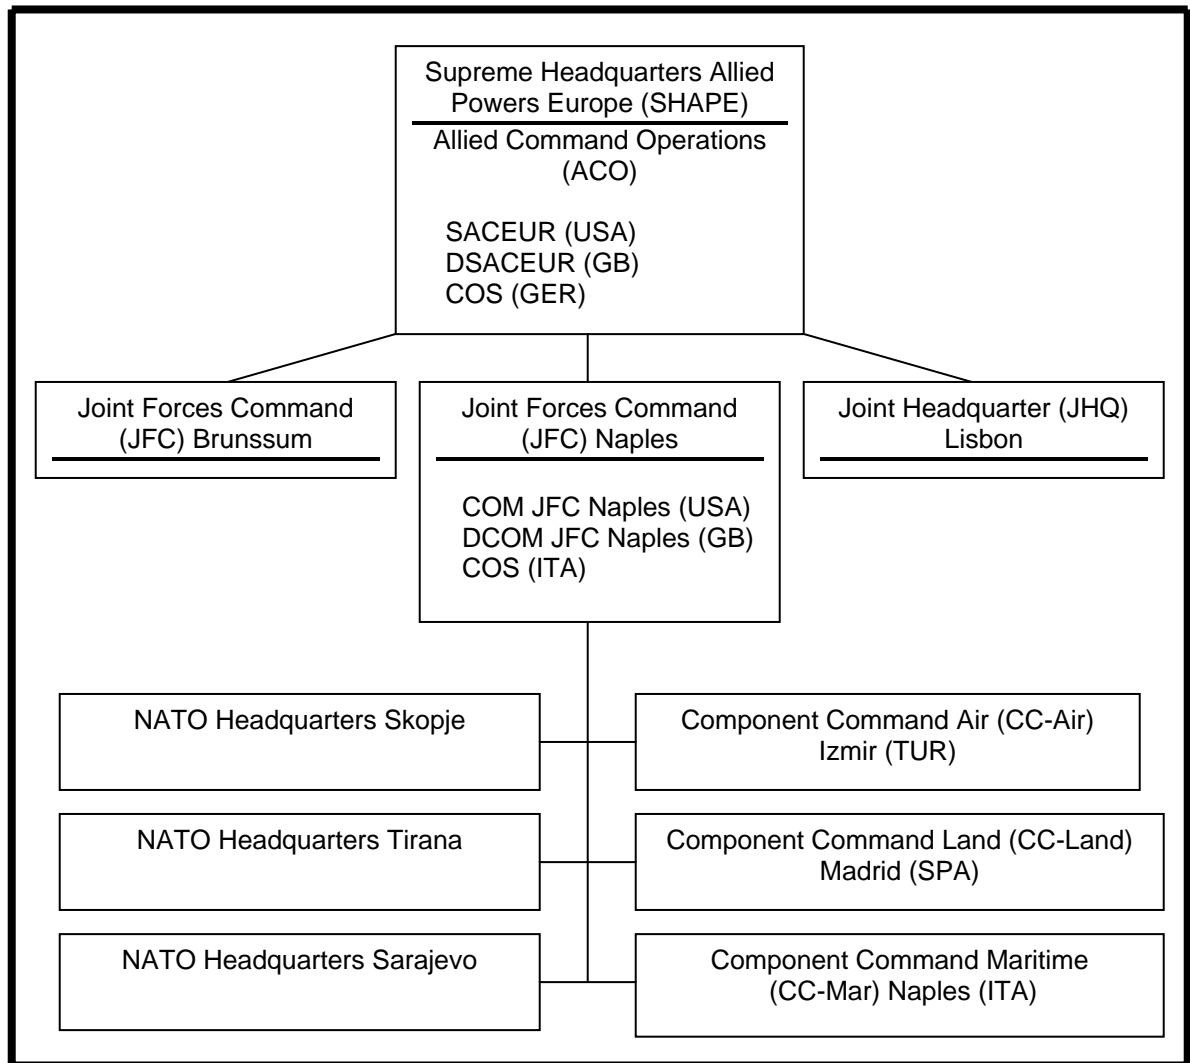 Supreme Headquarters Allied
Powers Europe (SHAPE)
Allied Command Operations
(ACO)
SACEUR (USA)
DSACEUR (GB)
COS (GER)
Joint Forces Command
(JFC) Brunssum
Joint Forces Command
(JFC) Naples
COM JFC Naples (USA)
DCOM JFC Naples (GB)
COS (ITA)
Joint Headquarter (JHQ)
Lisbon
NATO Headquarters Skopje
Component Command Air (CC-Air)
Izmir (TUR)
NATO Headquarters Tirana
Component Command Land (CC-Land)
Madrid (SPA)
NATO Headquarters Sarajevo
Component Command Maritime
(CC-Mar) Naples (ITA)